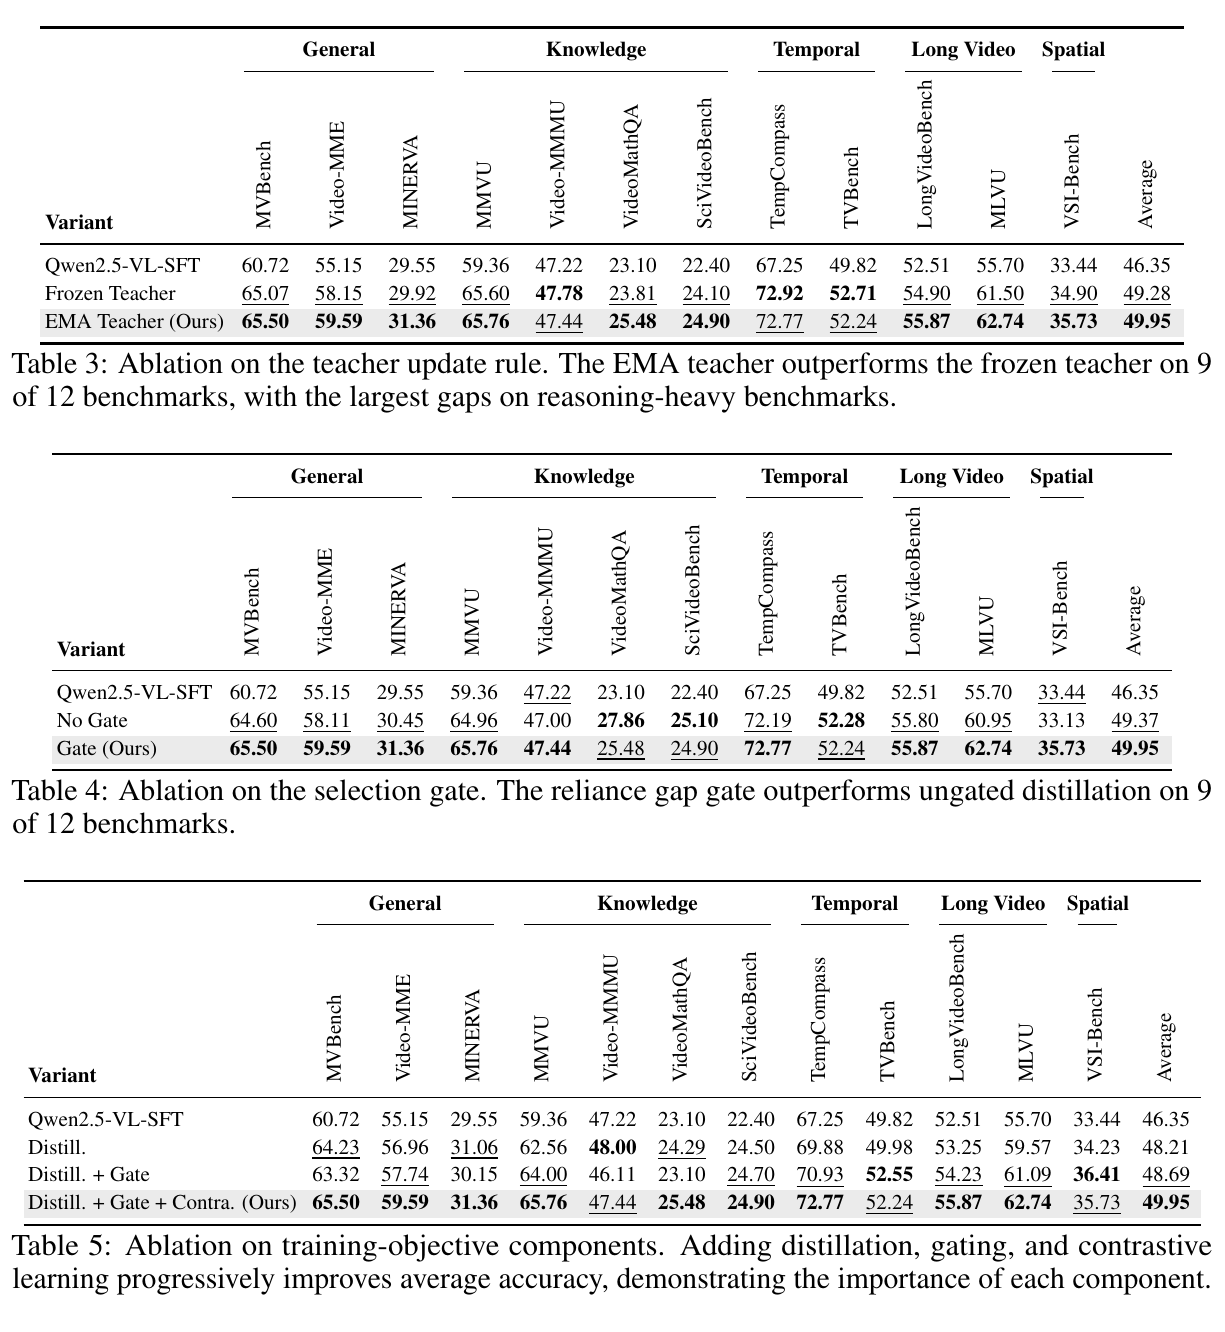 General Knowledge Temporal Long Video Spatial
Variant MVBench Video-MME MINERVA MMVU Video-MMMU VideoMathQA SciVideoBench TempCompass TVBench LongVideoBench MLVU VSI-Bench Average
Qwen2.5-VL-SFT 60.72 55.15 29.55 59.36 47.22 23.10 22.40 67.25 49.82 52.51 55.70 33.44 46.35
Frozen Teacher 65.07 58.15 29.92 65.60 47.78 23.81 24.10 72.92 52.71 54.90 61.50 34.90 49.28
EMA Teacher (Ours) 65.50 59.59 31.36 65.76 47.44 25.48 24.90 72.77 52.24 55.87 62.74 35.73 49.95
Table 3: Ablation on the teacher update rule. The EMA teacher outperforms the frozen teacher on 9
of 12 benchmarks, with the largest gaps on reasoning-heavy benchmarks.
General Knowledge Temporal Long Video Spatial
Variant MVBench Video-MME MINERVA MMVU Video-MMMU VideoMathQA SciVideoBench TempCompass TVBench LongVideoBench MLVU VSI-Bench Average
Qwen2.5-VL-SFT 60.72 55.15 29.55 59.36 47.22 23.10 22.40 67.25 49.82 52.51 55.70 33.44 46.35
No Gate 64.60 58.11 30.45 64.96 47.00 27.86 25.10 72.19 52.28 55.80 60.95 33.13 49.37
Gate (Ours) 65.50 59.59 31.36 65.76 47.44 25.48 24.90 72.77 52.24 55.87 62.74 35.73 49.95
Table 4: Ablation on the selection gate. The reliance gap gate outperforms ungated distillation on 9
of 12 benchmarks.
General Knowledge Temporal Long Video Spatial
Variant MVBench Video-MME MINERVA MMVU Video-MMMU VideoMathQA SciVideoBench TempCompass TVBench LongVideoBench MLVU VSI-Bench Average
Qwen2.5-VL-SFT 60.72 55.15 29.55 59.36 47.22 23.10 22.40 67.25 49.82 52.51 55.70 33.44 46.35
Distill. 64.23 56.96 31.06 62.56 48.00 24.29 24.50 69.88 49.98 53.25 59.57 34.23 48.21
Distill. + Gate 63.32 57.74 30.15 64.00 46.11 23.10 24.70 70.93 52.55 54.23 61.09 36.41 48.69
Distill. + Gate + Contra. (Ours) 65.50 59.59 31.36 65.76 47.44 25.48 24.90 72.77 52.24 55.87 62.74 35.73 49.95
Table 5: Ablation on training-objective components. Adding distillation, gating, and contrastive
learning progressively improves average accuracy, demonstrating the importance of each component.